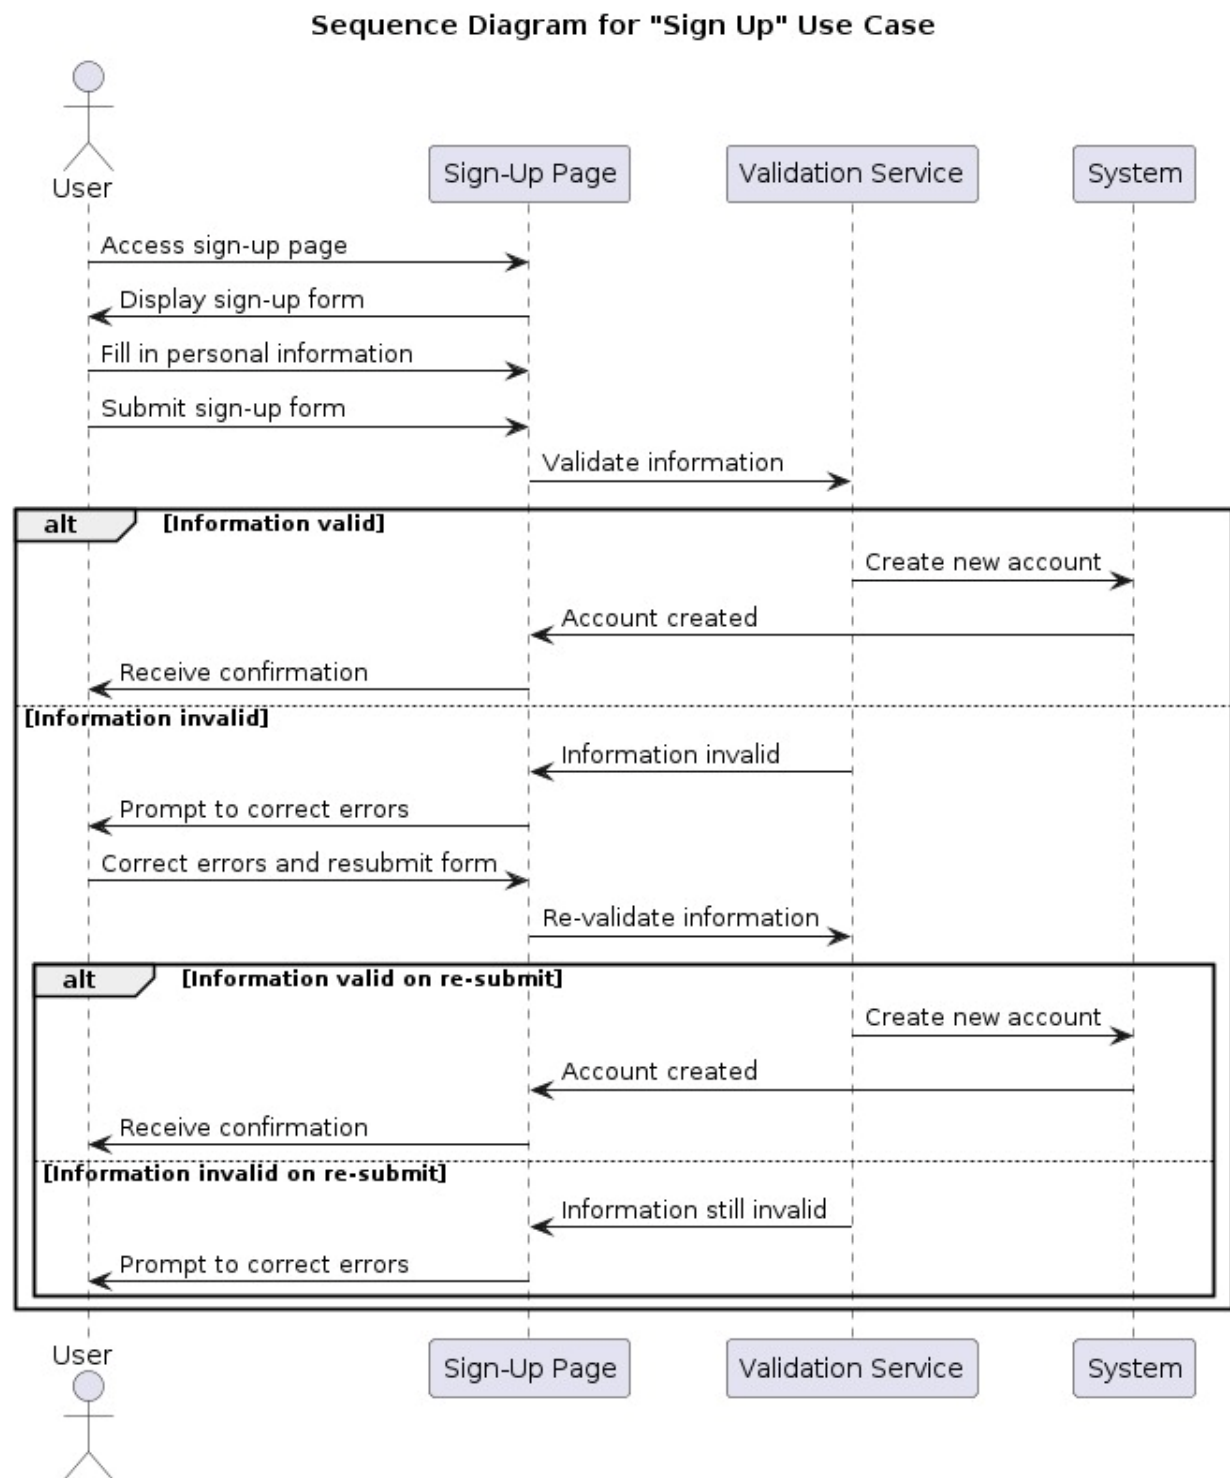 Sequence Diagram for "Sign Up" Use Case
User
Sign-Up Page
Validation Service
System
Access sign-up page
Display sign-up form
Fill in personal information
Submit sign-up form
Validate information
alt [Information valid]
Create new account
Account created
Receive confirmation
[Information invalid]
Information invalid
Prompt to correct errors
Correct errors and resubmit form
Re-validate information
alt [Information valid on re-submit]
Create new account
Account created
Receive confirmation
[Information invalid on re-submit]
Information still invalid
Prompt to correct errors
User
Sign-Up Page
Validation Service
System